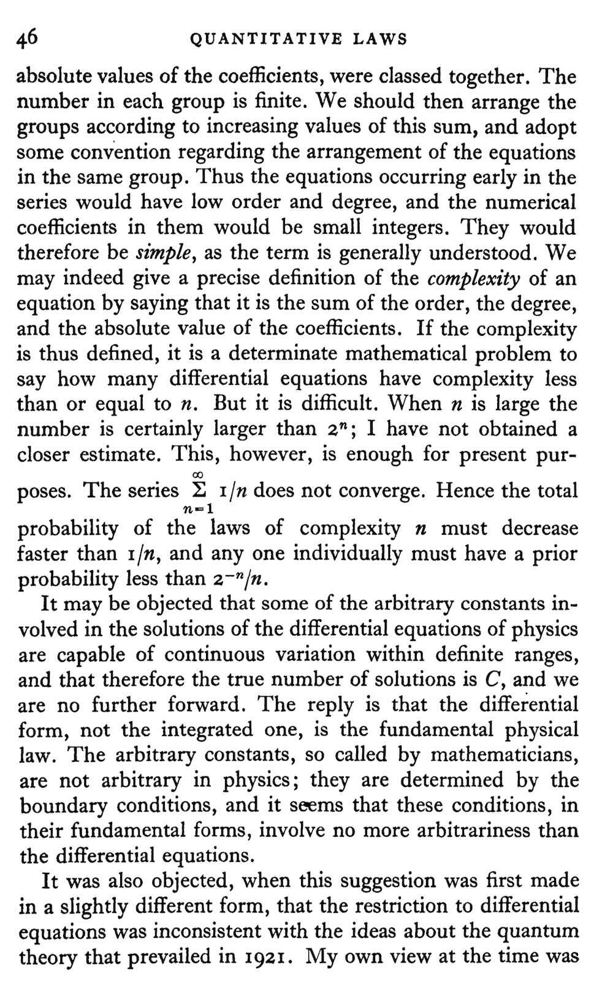 46 QUANTITATIVE LAWS
absolute values of the coefficients, were classed together. The
number in each group is finite. We should then arrange the
groups according to increasing values of this sum, and adopt
some convention regarding the arrangement of the equations
in the same group. Thus the equations occurring early in the
series would have low order and degree, and the numerical
coefficients in them would be small integers. They would
therefore be simple, as the term is generally understood. We
may indeed give a precise definition of the complexity of an
equation by saying that it is the sum of the order, the degree,
and the absolute value of the coefficients. If the complexity
is thus defined, it is a determinate mathematical problem to
say how many differential equations have complexity less
than or equal to n. But it is difficult. When n is large the
number is certainly larger than 2ⁿ; I have not obtained a
closer estimate. This, however, is enough for present pur-
∞
poses. The series Σ 1/n does not converge. Hence the total
n=1
probability of the laws of complexity n must decrease
faster than 1/n, and any one individually must have a prior
probability less than 2⁻ⁿ/n.
It may be objected that some of the arbitrary constants in-
volved in the solutions of the differential equations of physics
are capable of continuous variation within definite ranges,
and that therefore the true number of solutions is C, and we
are no further forward. The reply is that the differential
form, not the integrated one, is the fundamental physical
law. The arbitrary constants, so called by mathematicians,
are not arbitrary in physics; they are determined by the
boundary conditions, and it seems that these conditions, in
their fundamental forms, involve no more arbitrariness than
the differential equations.
It was also objected, when this suggestion was first made
in a slightly different form, that the restriction to differential
equations was inconsistent with the ideas about the quantum
theory that prevailed in 1921. My own view at the time was